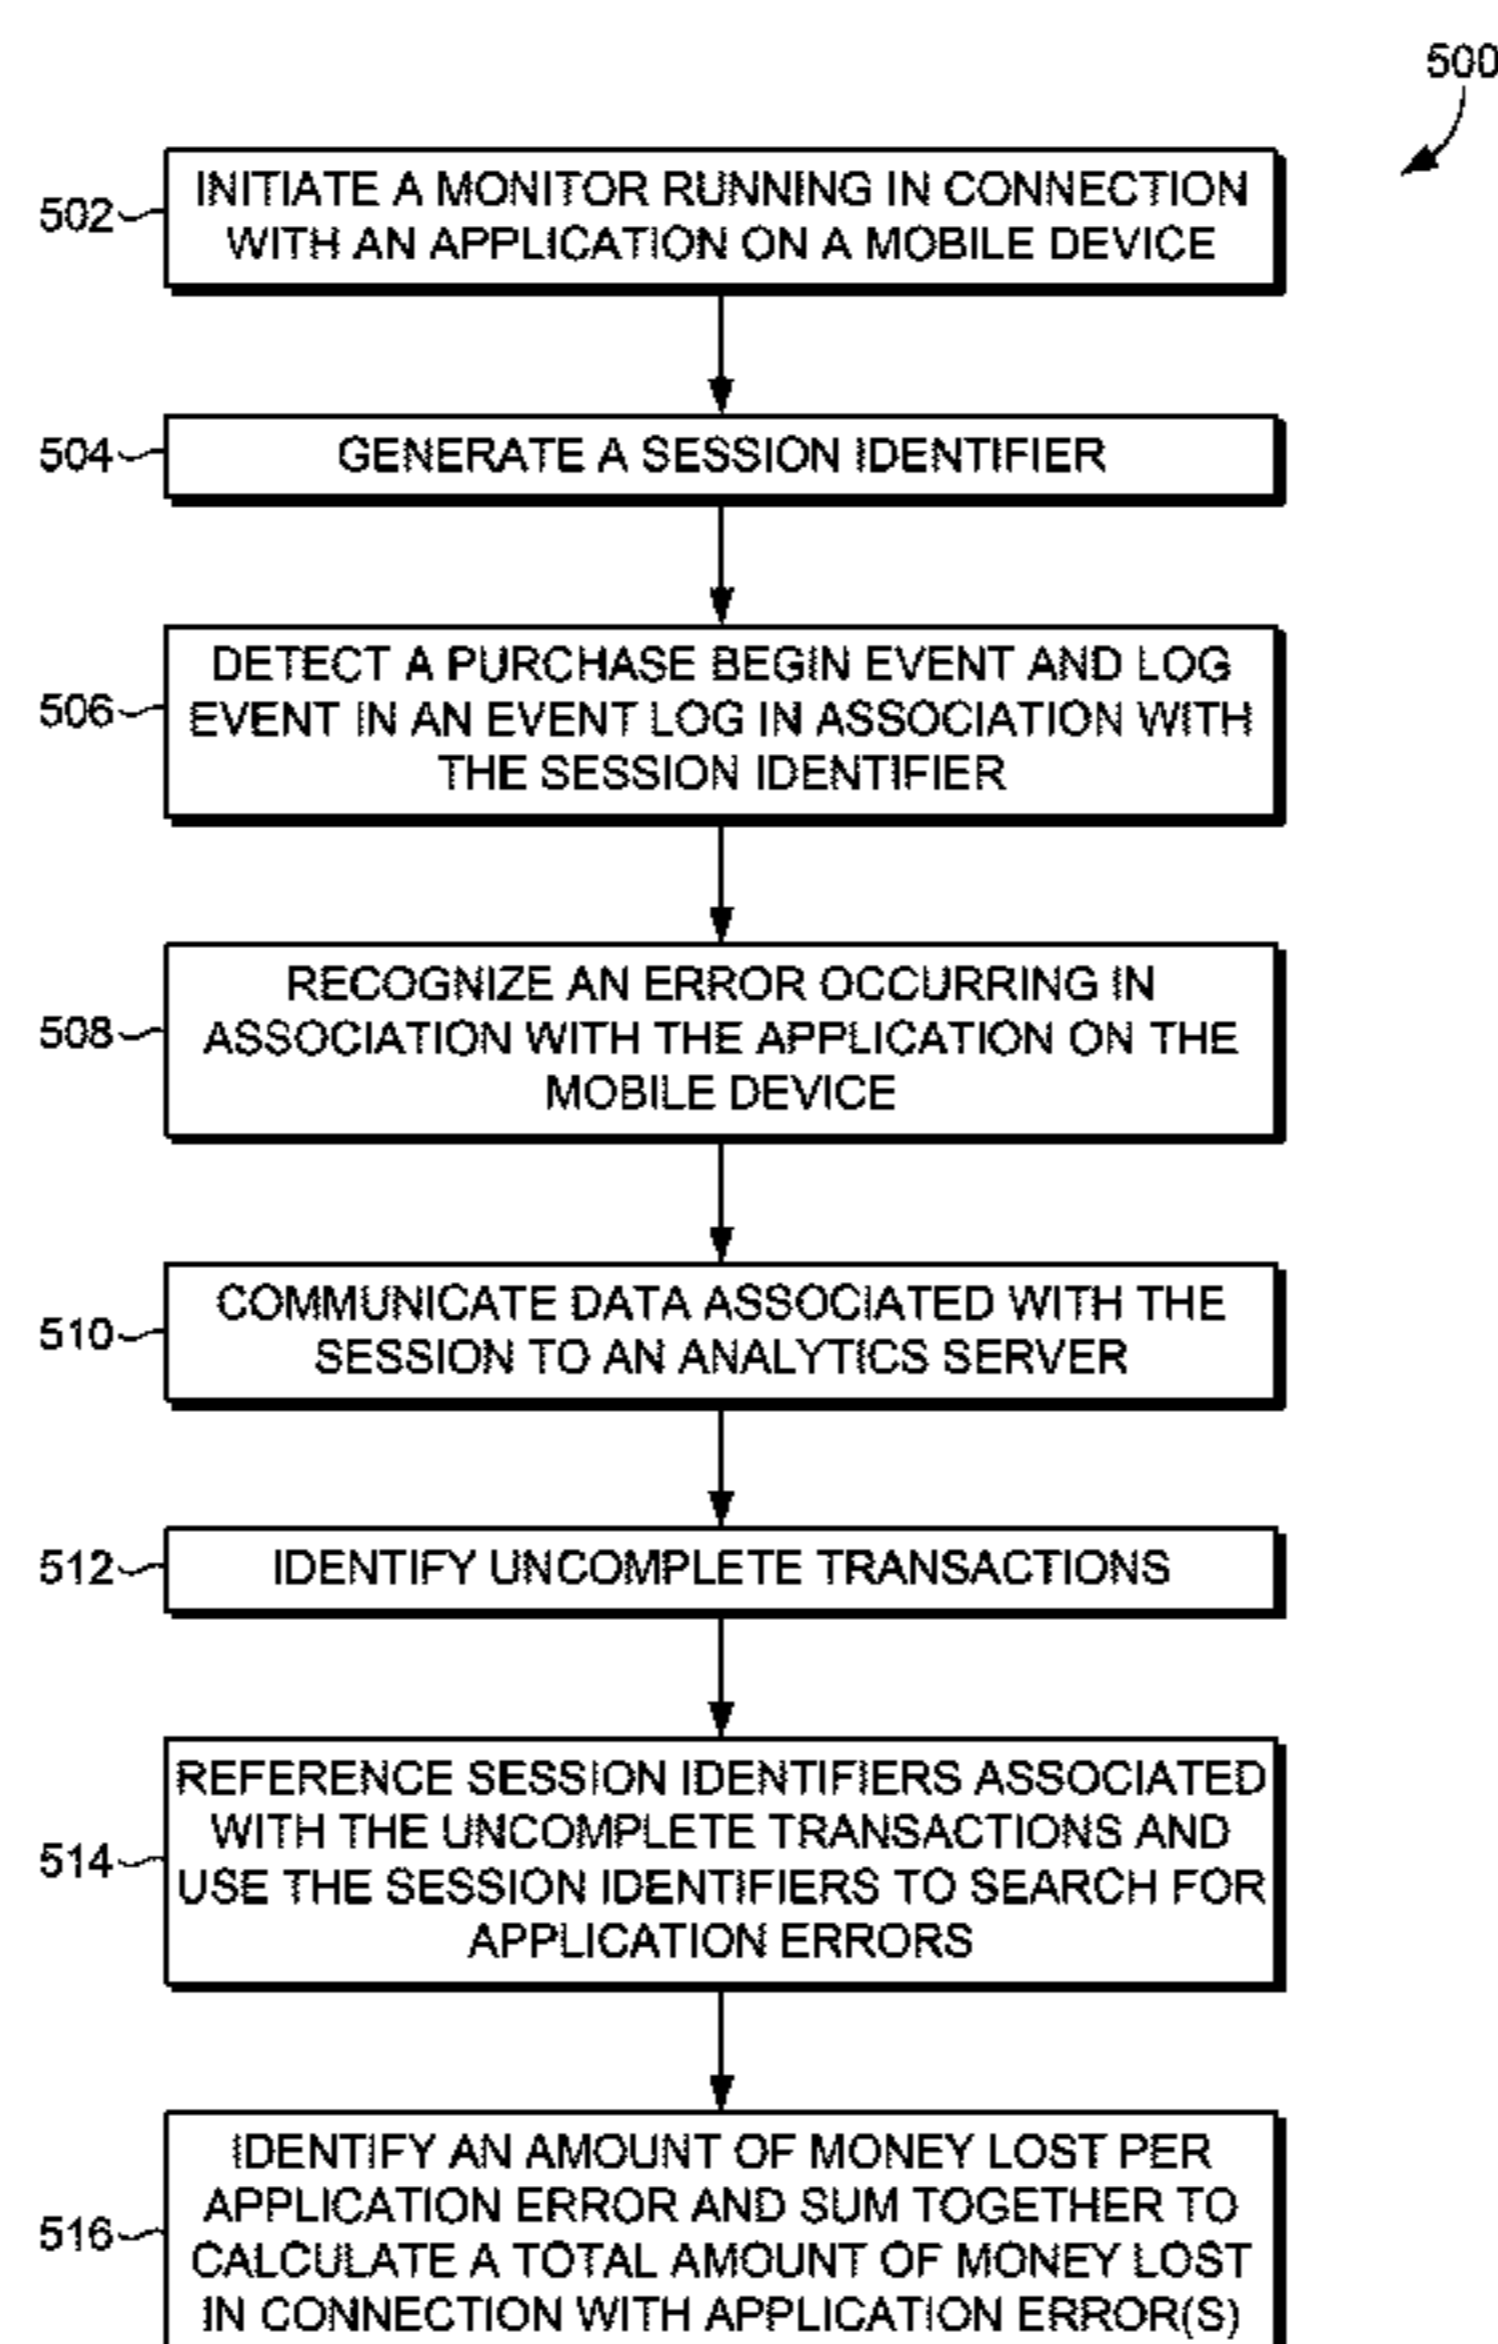 500
502
INITIATE A MONITOR RUNNING IN CONNECTION
WITH AN APPLICATION ON A MOBILE DEVICE
504
GENERATE A SESSION IDENTIFIER
506
DETECT A PURCHASE BEGIN EVENT AND LOG
EVENT IN AN EVENT LOG IN ASSOCIATION WITH
THE SESSION IDENTIFIER
508
RECOGNIZE AN ERROR OCCURRING IN
ASSOCIATION WITH THE APPLICATION ON THE
MOBILE DEVICE
510
COMMUNICATE DATA ASSOCIATED WITH THE
SESSION TO AN ANALYTICS SERVER
512
IDENTIFY UNCOMPLETE TRANSACTIONS
514
REFERENCE SESSION IDENTIFIERS ASSOCIATED
WITH THE UNCOMPLETE TRANSACTIONS AND
USE THE SESSION IDENTIFIERS TO SEARCH FOR
APPLICATION ERRORS
516
IDENTIFY AN AMOUNT OF MONEY LOST PER
APPLICATION ERROR AND SUM TOGETHER TO
CALCULATE A TOTAL AMOUNT OF MONEY LOST
IN CONNECTION WITH APPLICATION ERROR(S)